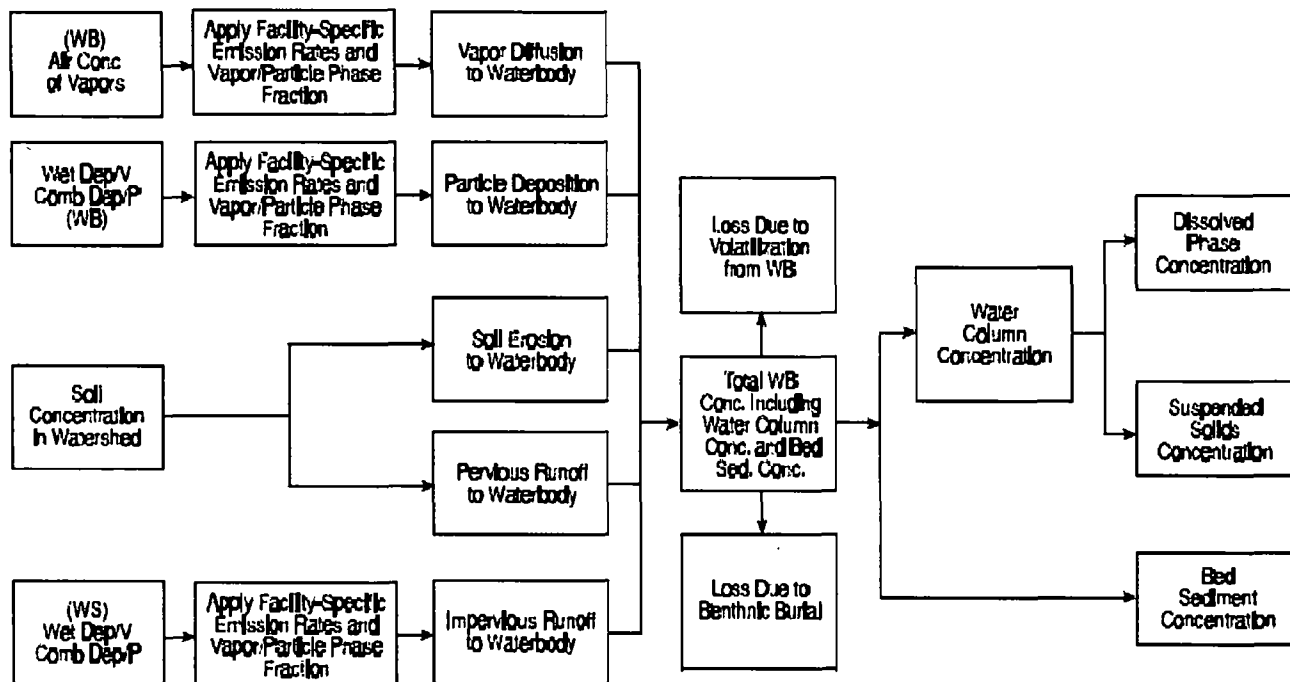 (WB)
Air Conc
of Vapors
Apply Facility-Specific
Emission Rates and
Vapor/Particle Phase
Fraction
Vapor Diffusion
to Waterbody
Wet Dep/V
Comb Dep/P
(WB)
Apply Facility-Specific
Emission Rates and
Vapor/Particle Phase
Fraction
Particle Deposition
to Waterbody
Soil
Concentration
In Watershed
Soil Erosion
to Waterbody
Pervious Runoff
to Waterbody
(WS)
Wet Dep/V
Comb Dep/P
Apply Facility-Specific
Emission Rates and
Vapor/Particle Phase
Fraction
Impervious Runoff
to Waterbody
Loss Due to
Volatilization
from WB
Total WB
Conc. Including
Water Column
Conc. and Bed
Sed. Conc.
Loss Due to
Benthnic Burial
Water
Column
Concentration
Dissolved
Phase
Concentration
Suspended
Solids
Concentration
Bed
Sediment
Concentration